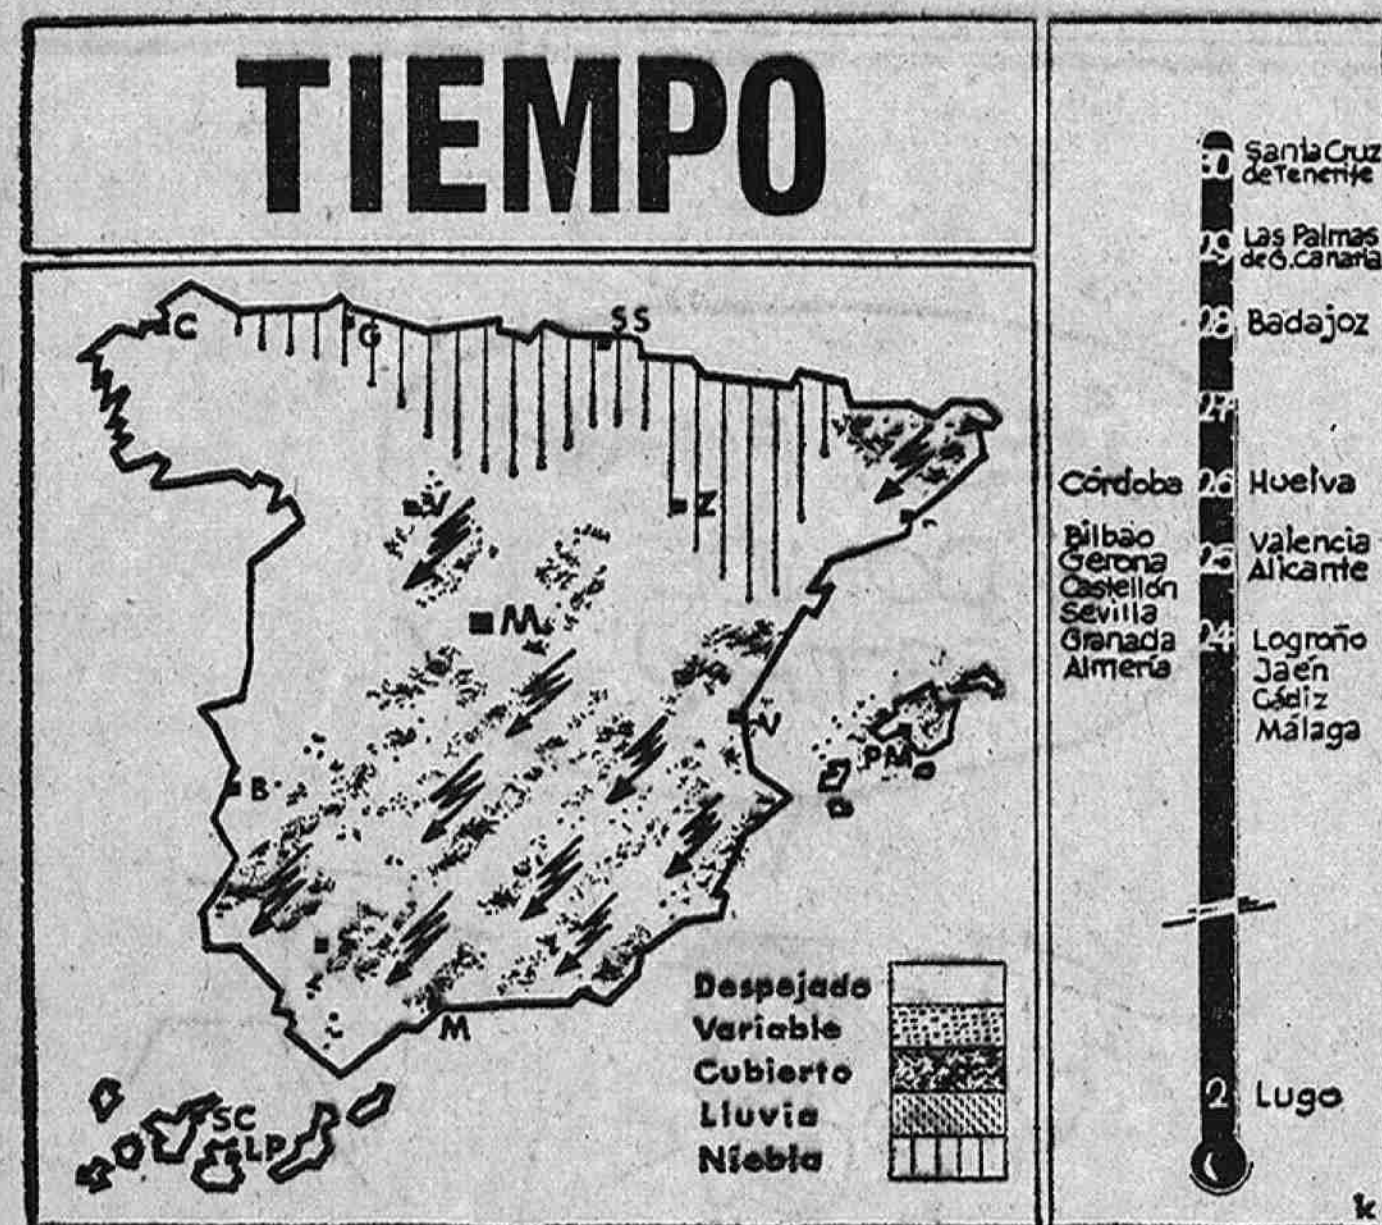 TIEMPO
C
G
SS
V
Z
M
V
B
PM
M
SC
LP
Despejado
Variable
Cubierto
Lluvia
Niebla
30 Santa Cruz
de Tenerife
29 Las Palmas
de G. Canaria
28 Badajoz
27
Córdoba 26 Huelva
Bilbao
Gerona
Castellón
Sevilla
Granada
Almería
25 Valencia
Alicante
24 Logroño
Jaén
Cádiz
Málaga
2 Lugo
k